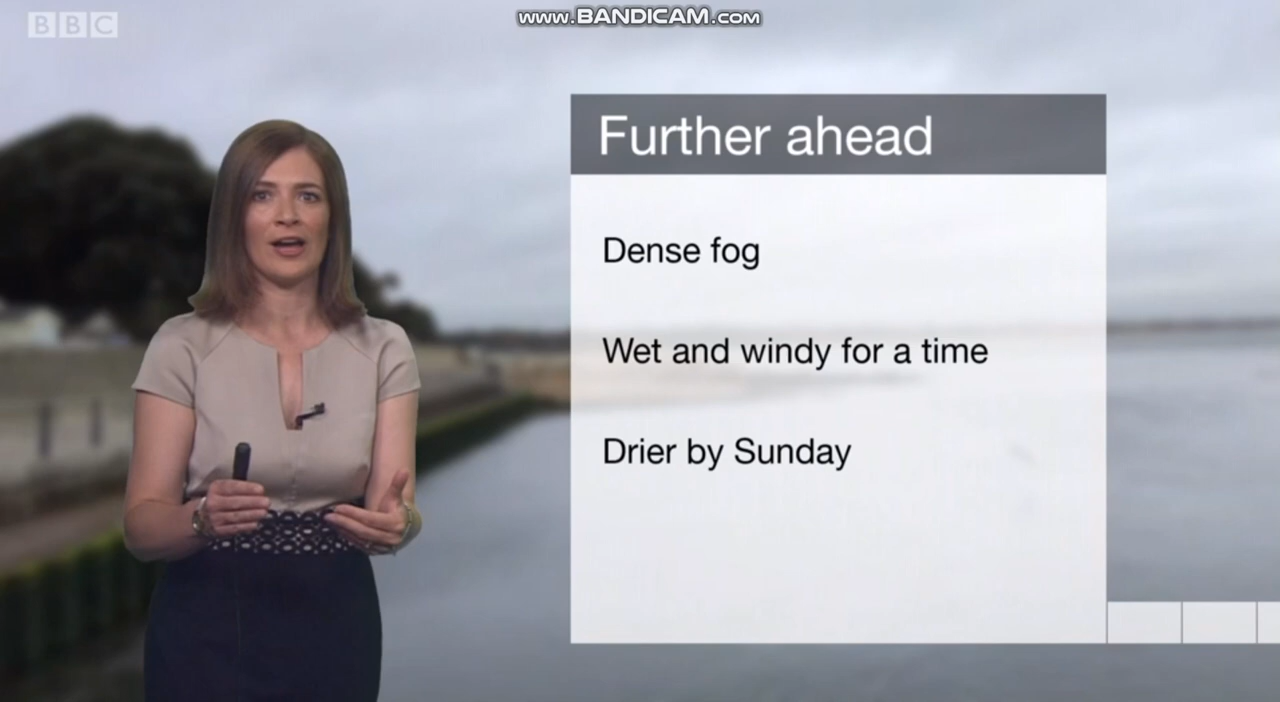 BBC
www.BANDICAM.com
Further ahead
Dense fog
Wet and windy for a time
Drier by Sunday